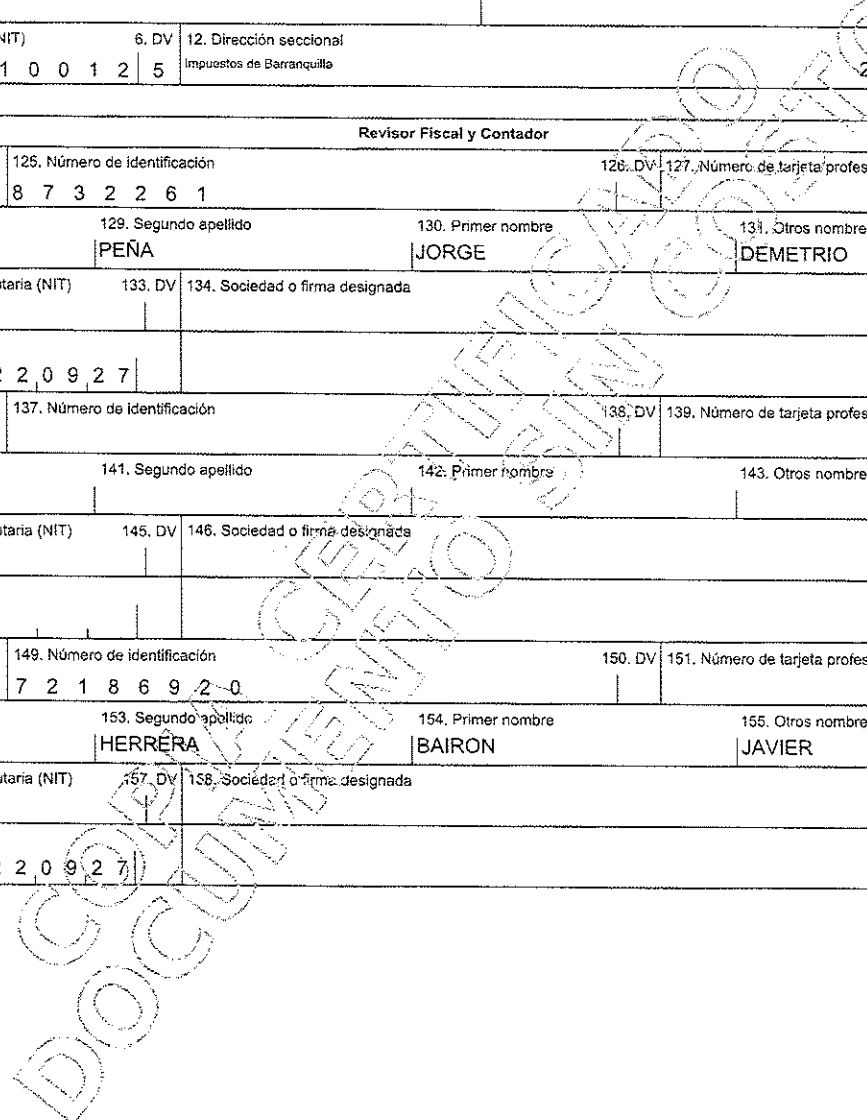 NIT) 6. DV 12. Dirección seccional
1 0 0 1 2 5 Impuestos de Barranquilla 2
Revisor Fiscal y Contador
125. Número de identificación 126. DV 127. Número de tarjeta profes
8 7 3 2 2 6 1
129. Segundo apellido 130. Primer nombre 131. Otros nombre
PEÑA JORGE DEMETRIO
taria (NIT) 133. DV 134. Sociedad o firma designada
2 2 0 9 2 7
137. Número de identificación 138. DV 139. Número de tarjeta profes
141. Segundo apellido 142. Primer nombre 143. Otros nombre
taria (NIT) 145. DV 146. Sociedad o firma designada
149. Número de identificación 150. DV 151. Número de tarjeta profes
7 2 1 8 6 9 2 0
153. Segundo apellido 154. Primer nombre 155. Otros nombre
HERRERA BAIRON JAVIER
taria (NIT) 157. DV 158. Sociedad o firma designada
2 2 0 9 2 7
COPIA CERTIFICADO
DOCUMENTO SIN COSTO